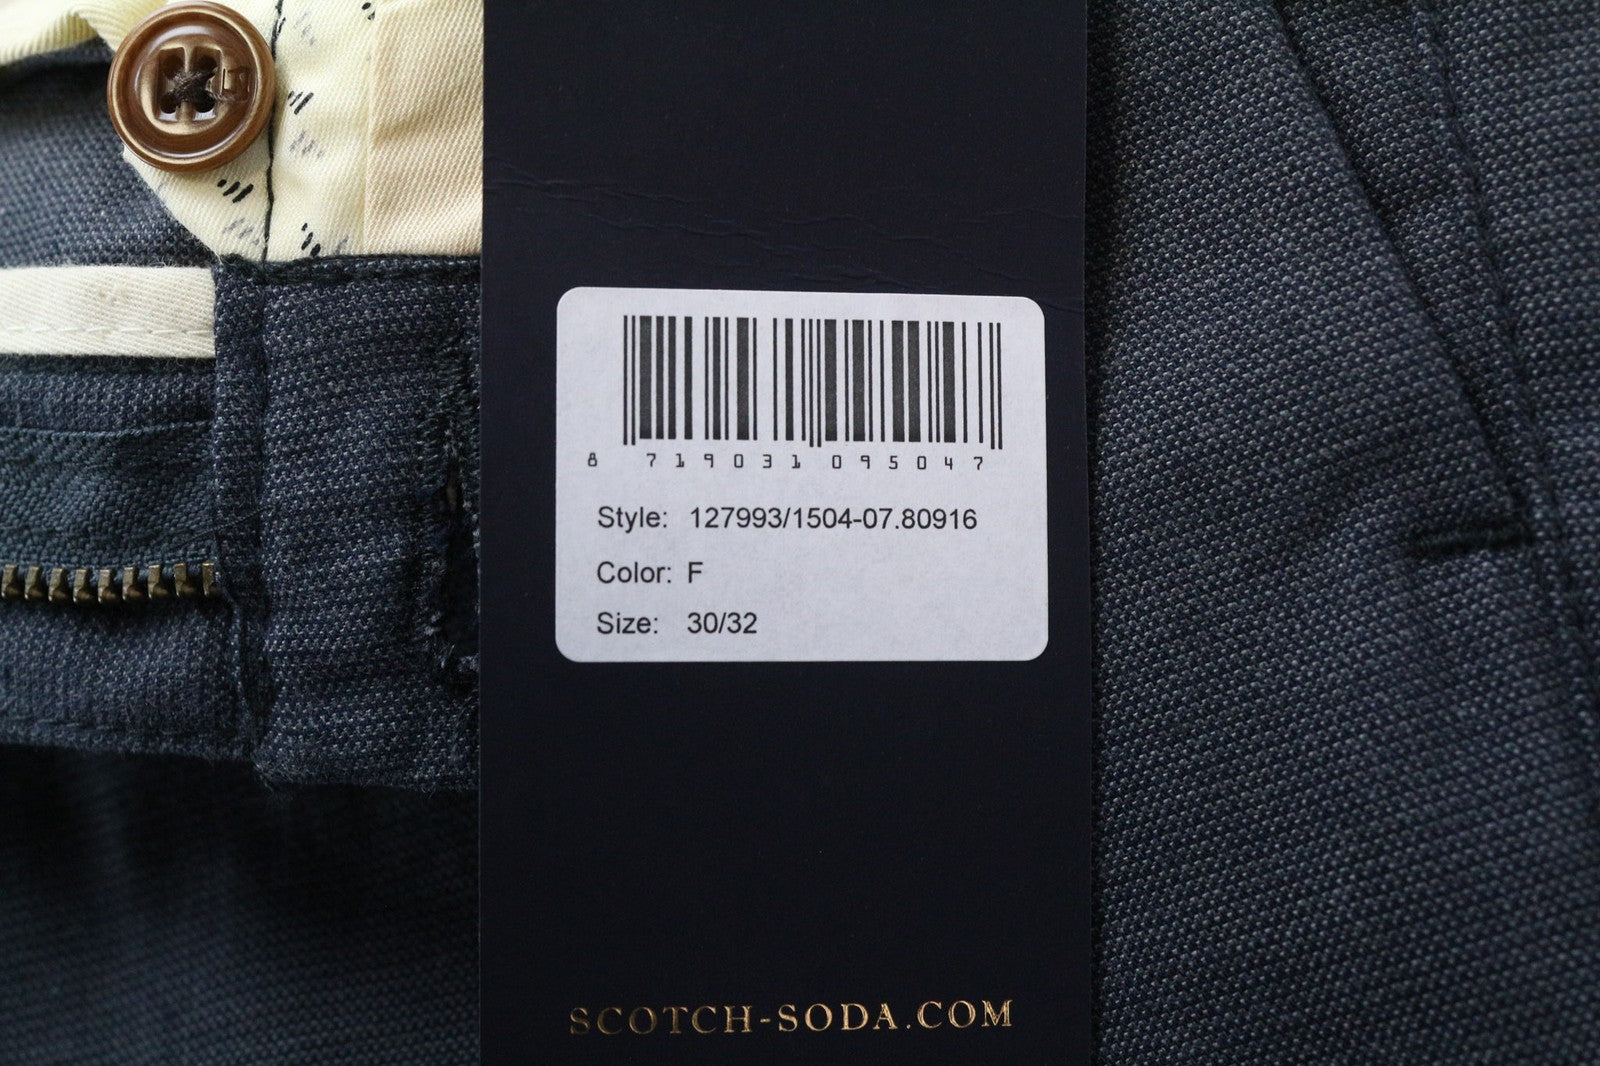 8 719031 095047
Style: 127993/1504-07.80916
Color: F
Size: 30/32
SCOTCH-SODA.COM